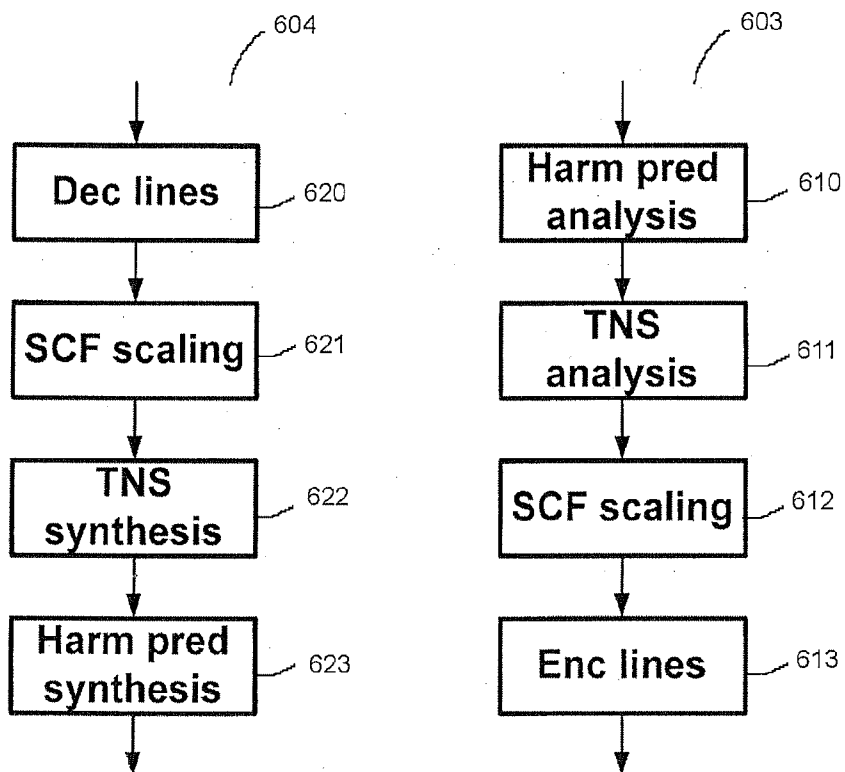 604
Dec lines
620
SCF scaling
621
TNS
synthesis
622
Harm pred
synthesis
623
603
Harm pred
analysis
610
TNS
analysis
611
SCF scaling
612
Enc lines
613